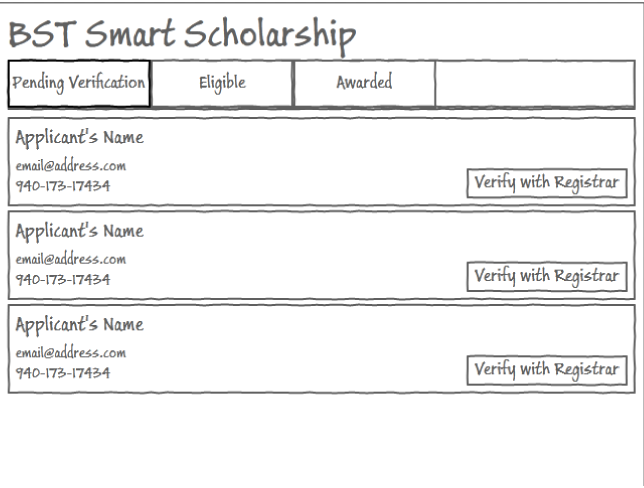 BST Smart Scholarship
Pending Verification Eligible Awarded
Applicant's Name
email@address.com
940-173-17434
Verify with Registrar
Applicant's Name
email@address.com
940-173-17434
Verify with Registrar
Applicant's Name
email@address.com
940-173-17434
Verify with Registrar